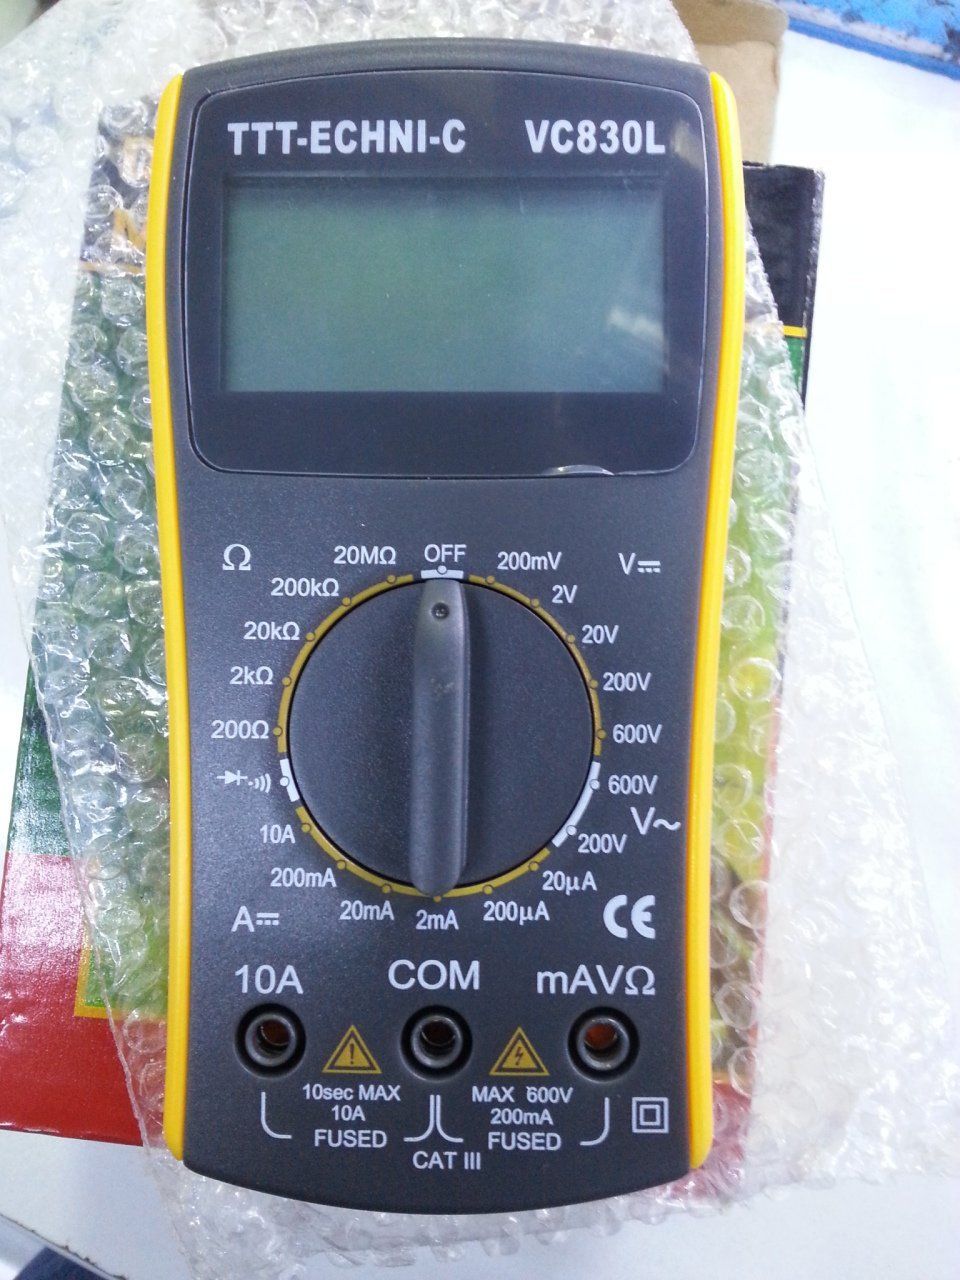 TTT-ECHNI-C VC830L
Ω 20MΩ OFF 200mV V⎓
200kΩ 2V
20kΩ 20V
2kΩ 200V
200Ω 600V
600V
10A 200V V~
200mA 20µA
A⎓ 20mA 2mA 200µA CE
10A COM mAVΩ
10sec MAX MAX 600V
10A 200mA
FUSED FUSED
CAT III